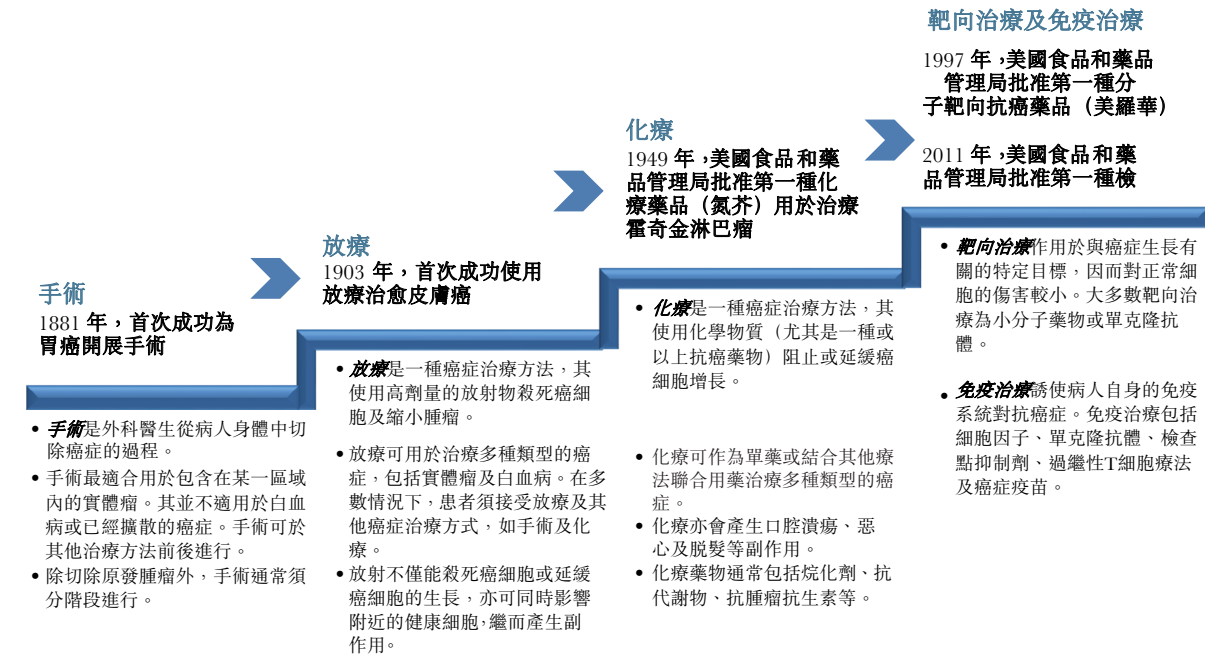 手術
1881 年，首次成功為
胃癌開展手術
• 手術是外科醫生從病人身體中切
除癌症的過程。
• 手術最適合用於包含在某一區域
內的實體瘤。其並不適用於白血
病或已經擴散的癌症。手術可於
其他治療方法前後進行。
• 除切除原發腫瘤外，手術通常須
分階段進行。
放療
1903 年，首次成功使用
放療治愈皮膚癌
• 放療是一種癌症治療方法，其
使用高劑量的放射物殺死癌細
胞及縮小腫瘤。
• 放療可用於治療多種類型的癌
症，包括實體瘤及白血病。在多
數情況下，患者須接受放療及其
他癌症治療方式，如手術及化
療。
• 放射不僅能殺死癌細胞或延緩
癌細胞的生長，亦可同時影響
附近的健康細胞，繼而產生副
作用。
化療
1949 年，美國食品和藥
品管理局批准第一種化
療藥品（氮芥）用於治療
霍奇金淋巴瘤
• 化療是一種癌症治療方法，其
使用化學物質（尤其是一種或
以上抗癌藥物）阻止或延緩癌
細胞增長。
• 化療可作為單藥或結合其他療
法聯合用藥治療多種類型的癌
症。
• 化療亦會產生口腔潰瘍、惡
心及脫髮等副作用。
• 化療藥物通常包括烷化劑、抗
代謝物、抗腫瘤抗生素等。
靶向治療及免疫治療
1997 年，美國食品和藥品
管理局批准第一種分
子靶向抗癌藥品（美羅華）
2011 年，美國食品和藥
品管理局批准第一種檢
• 靶向治療作用於與癌症生長有
關的特定目標，因而對正常細
胞的傷害較小。大多數靶向治
療為小分子藥物或單克隆抗
體。
• 免疫治療誘使病人自身的免疫
系統對抗癌症。免疫治療包括
細胞因子、單克隆抗體、檢查
點抑制劑、過繼性T細胞療法
及癌症疫苗。